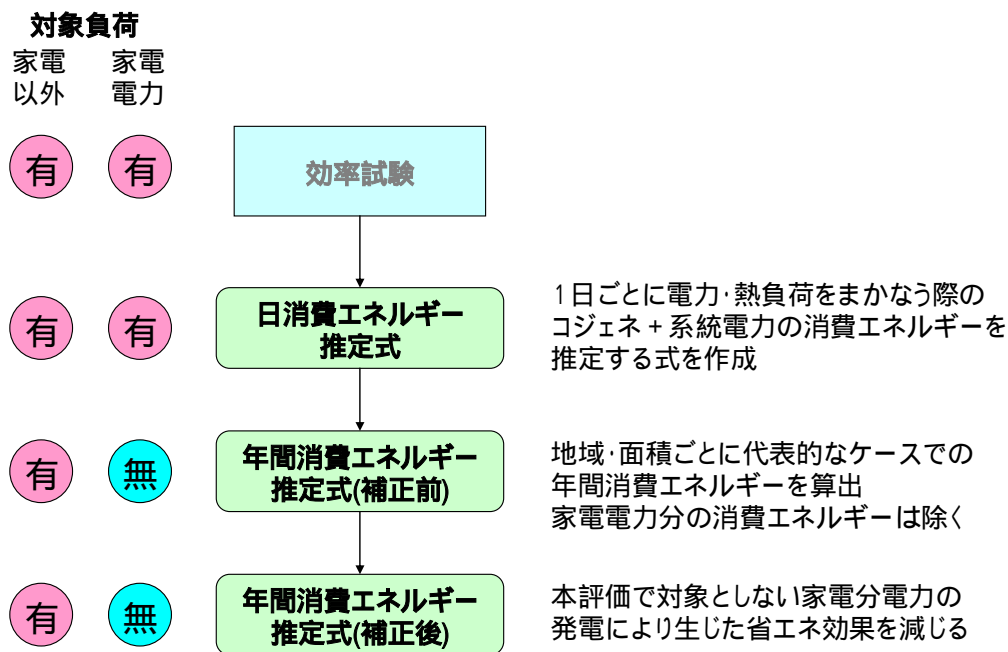 対象負荷
家電 家電
以外 電力
有 有 効率試験
有 有 日消費エネルギー
推定式
1日ごとに電力・熱負荷をまかなう際の
コジェネ+系統電力の消費エネルギーを
推定する式を作成
有 無 年間消費エネルギー
推定式(補正前)
地域・面積ごとに代表的なケースでの
年間消費エネルギーを算出
家電電力分の消費エネルギーは除く
有 無 年間消費エネルギー
推定式(補正後)
本評価で対象としない家電分電力の
発電により生じた省エネ効果を減じる